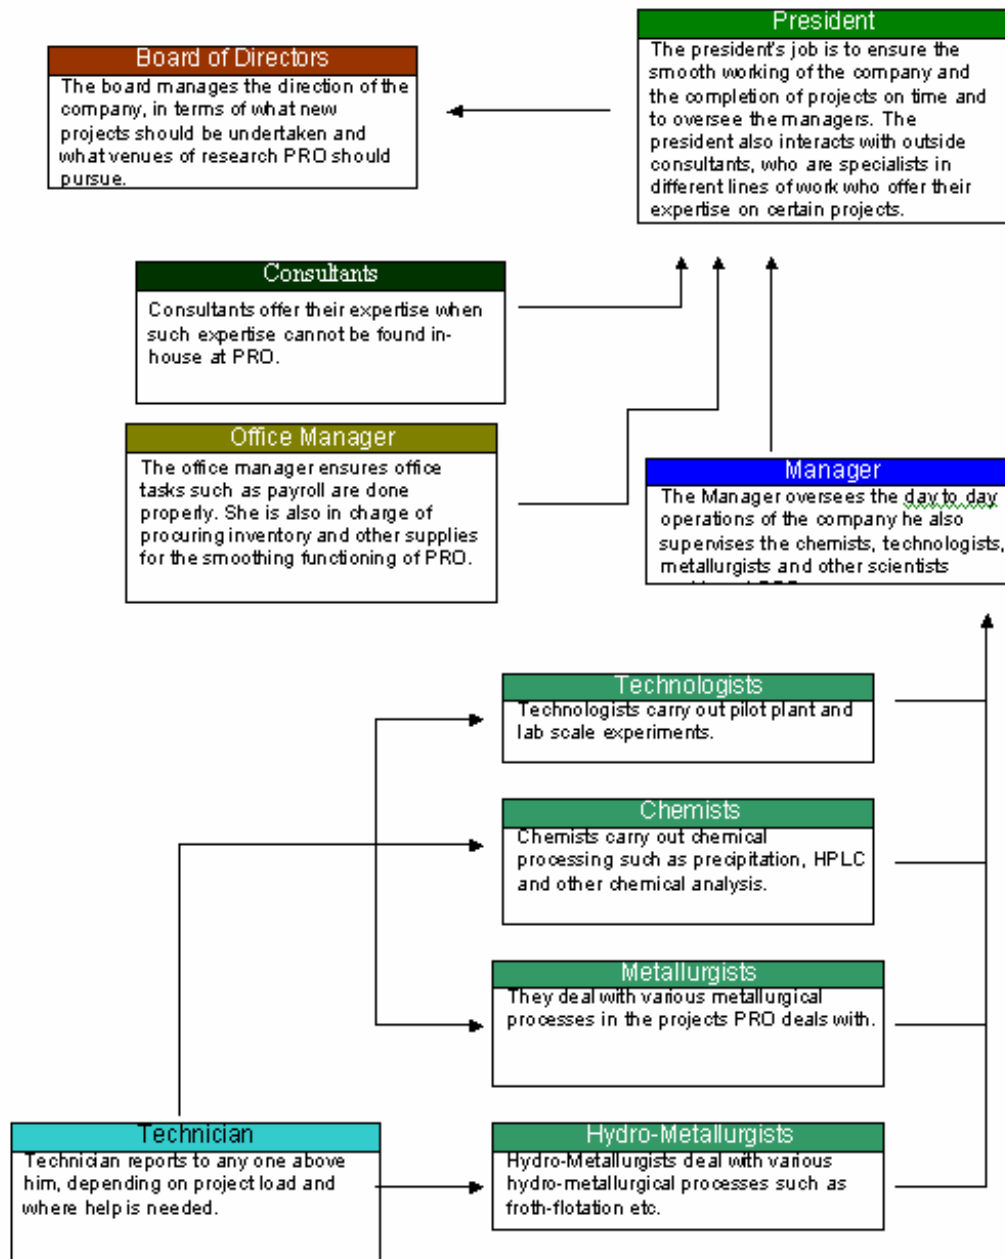 President
The president's job is to ensure the
smooth working of the company and
the completion of projects on time and
to oversee the managers. The
president also interacts with outside
consultants, who are specialists in
different lines of work who offer their
expertise on certain projects.
Board of Directors
The board manages the direction of the
company, in terms of what new
projects should be undertaken and
what venues of research PRO should
pursue.
Consultants
Consultants offer their expertise when
such expertise cannot be found in-
house at PRO.
Office Manager
The office manager ensures office
tasks such as payroll are done
properly. She is also in charge of
procuring inventory and other supplies
for the smoothing functioning of PRO.
Manager
The Manager oversees the day to day
operations of the company he also
supervises the chemists, technologists,
metallurgists and other scientists
Technologists
Technologists carry out pilot plant and
lab scale experiments.
Chemists
Chemists carry out chemical
processing such as precipitation, HPLC
and other chemical analysis.
Metallurgists
They deal with various metallurgical
processes in the projects PRO deals with.
Technician
Technician reports to any one above
him, depending on project load and
where help is needed.
Hydro-Metallurgists
Hydro-Metallurgists deal with various
hydro-metallurgical processes such as
froth-flotation etc.